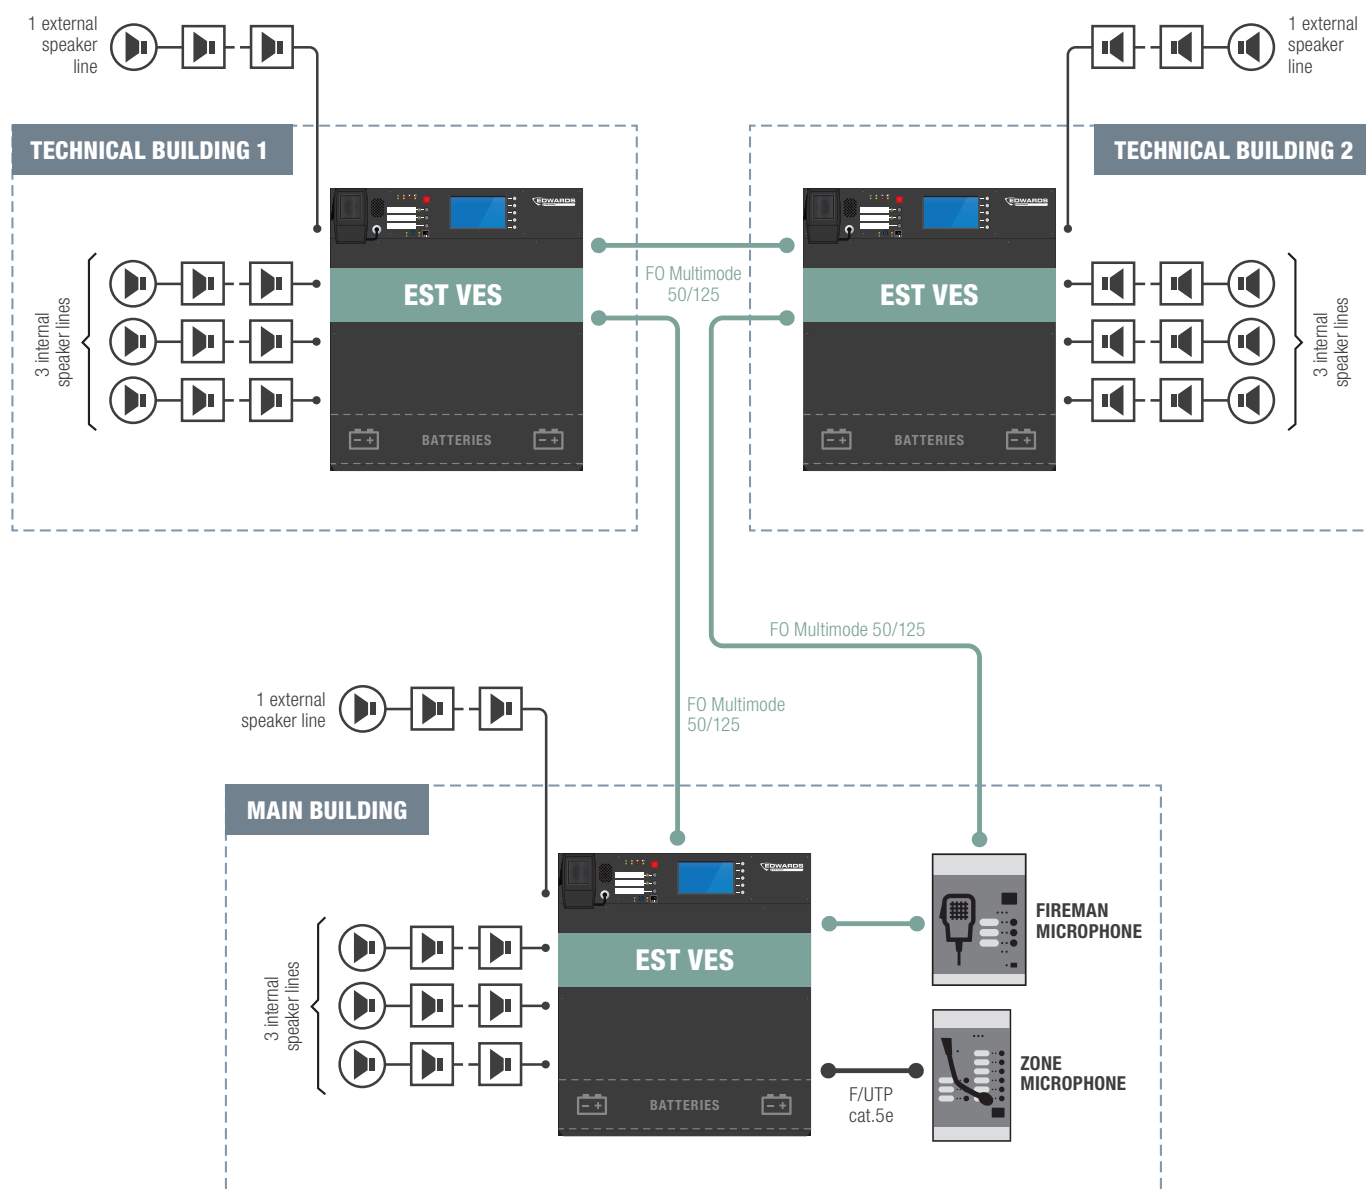 1 external
speaker
line
1 external
speaker
line
TECHNICAL BUILDING 1
TECHNICAL BUILDING 2
EDWARDS
EDWARDS
FO Multimode
50/125
EST VES
EST VES
3 internal
speaker lines
3 internal
speaker lines
BATTERIES
BATTERIES
FO Multimode 50/125
1 external
speaker line
FO Multimode
50/125
MAIN BUILDING
EDWARDS
FIREMAN
MICROPHONE
EST VES
3 internal
speaker lines
ZONE
MICROPHONE
F/UTP
cat.5e
BATTERIES